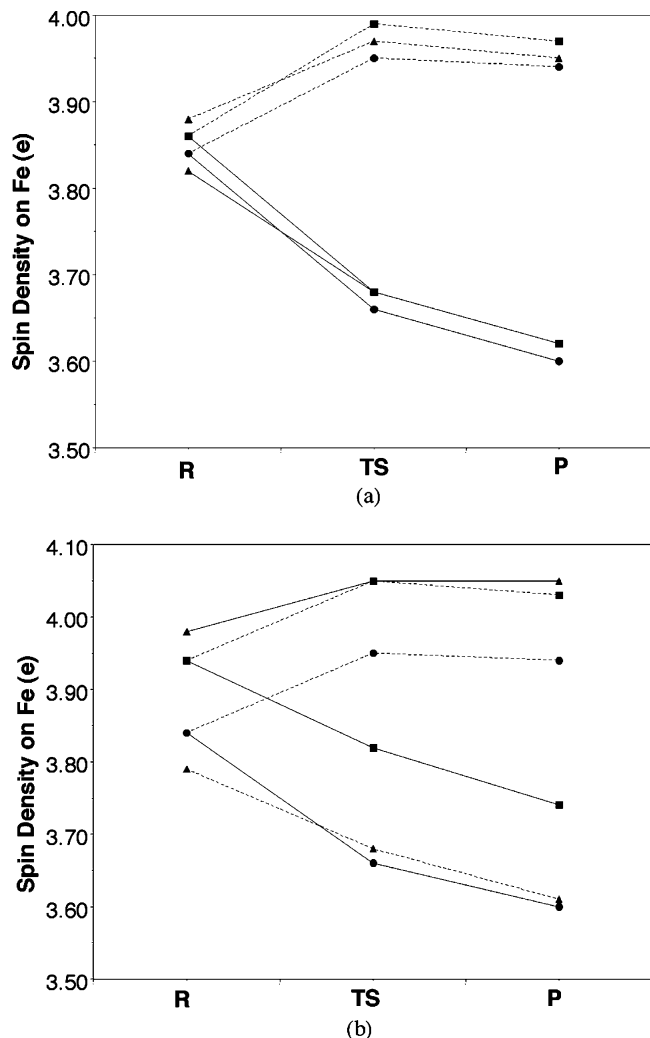 4.00
3.90
3.80
3.70
3.60
3.50
Spin Density on Fe (e)
R TS P
(a)
4.10
4.00
3.90
3.80
3.70
3.60
3.50
Spin Density on Fe (e)
R TS P
(b)